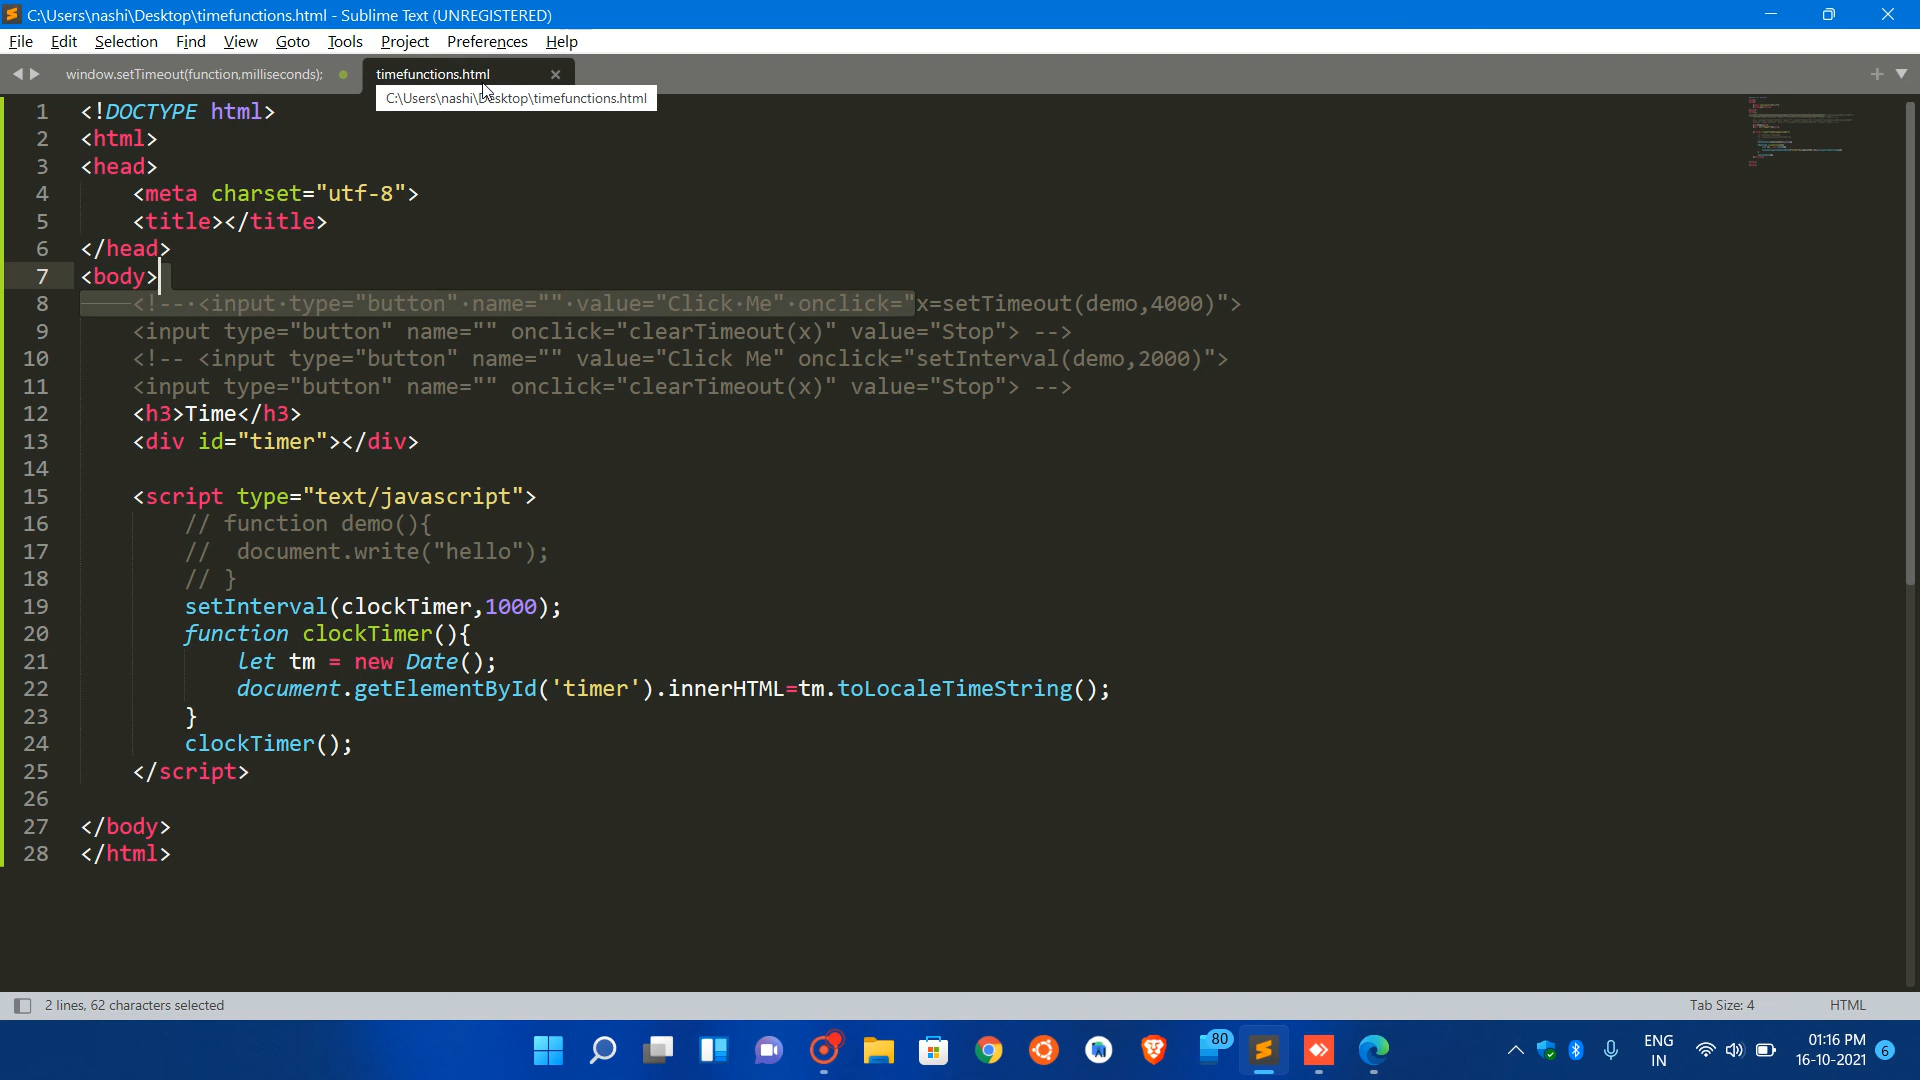 C:\Users\nashi\Desktop\timefunctions.html - Sublime Text (UNREGISTERED)
File Edit Selection Find View Goto Tools Project Preferences Help
window.setTimeout(function,milliseconds); timefunctions.html
C:\Users\nashi\Desktop\timefunctions.html
1 <!DOCTYPE html>
2 <html>
3 <head>
4 <meta charset="utf-8">
5 <title></title>
6 </head>
7 <body>
8 <!-- <input type="button" name="" value="Click Me" onclick="x=setTimeout(demo,4000)">
9 <input type="button" name="" onclick="clearTimeout(x)" value="Stop"> -->
10 <!-- <input type="button" name="" value="Click Me" onclick="setInterval(demo,2000)">
11 <input type="button" name="" onclick="clearTimeout(x)" value="Stop"> -->
12 <h3>Time</h3>
13 <div id="timer"></div>
14
15 <script type="text/javascript">
16 // function demo(){
17 // document.write("hello");
18 // }
19 setInterval(clockTimer,1000);
20 function clockTimer(){
21 let tm = new Date();
22 document.getElementById('timer').innerHTML=tm.toLocaleTimeString();
23 }
24 clockTimer();
25 </script>
26
27 </body>
28 </html>
2 lines, 62 characters selected Tab Size: 4 HTML
80
ENG
IN
01:16 PM
16-10-2021
6